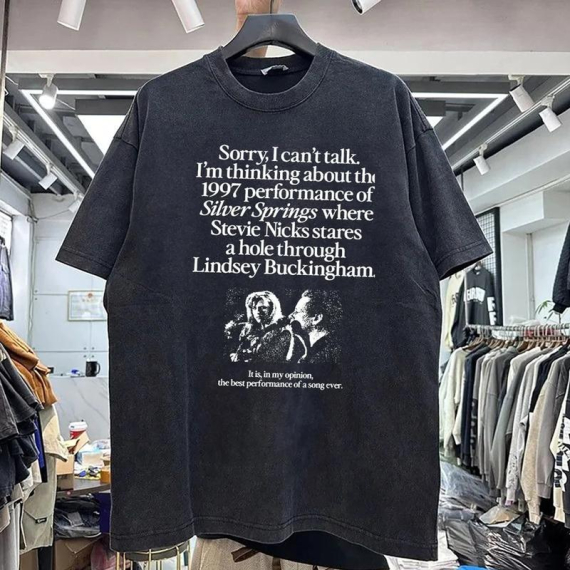 Sorry, I can't talk.
I'm thinking about the
1997 performance of
Silver Springs where
Stevie Nicks stares
a hole through
Lindsey Buckingham.
It is, in my opinion,
the best performance of a song ever.